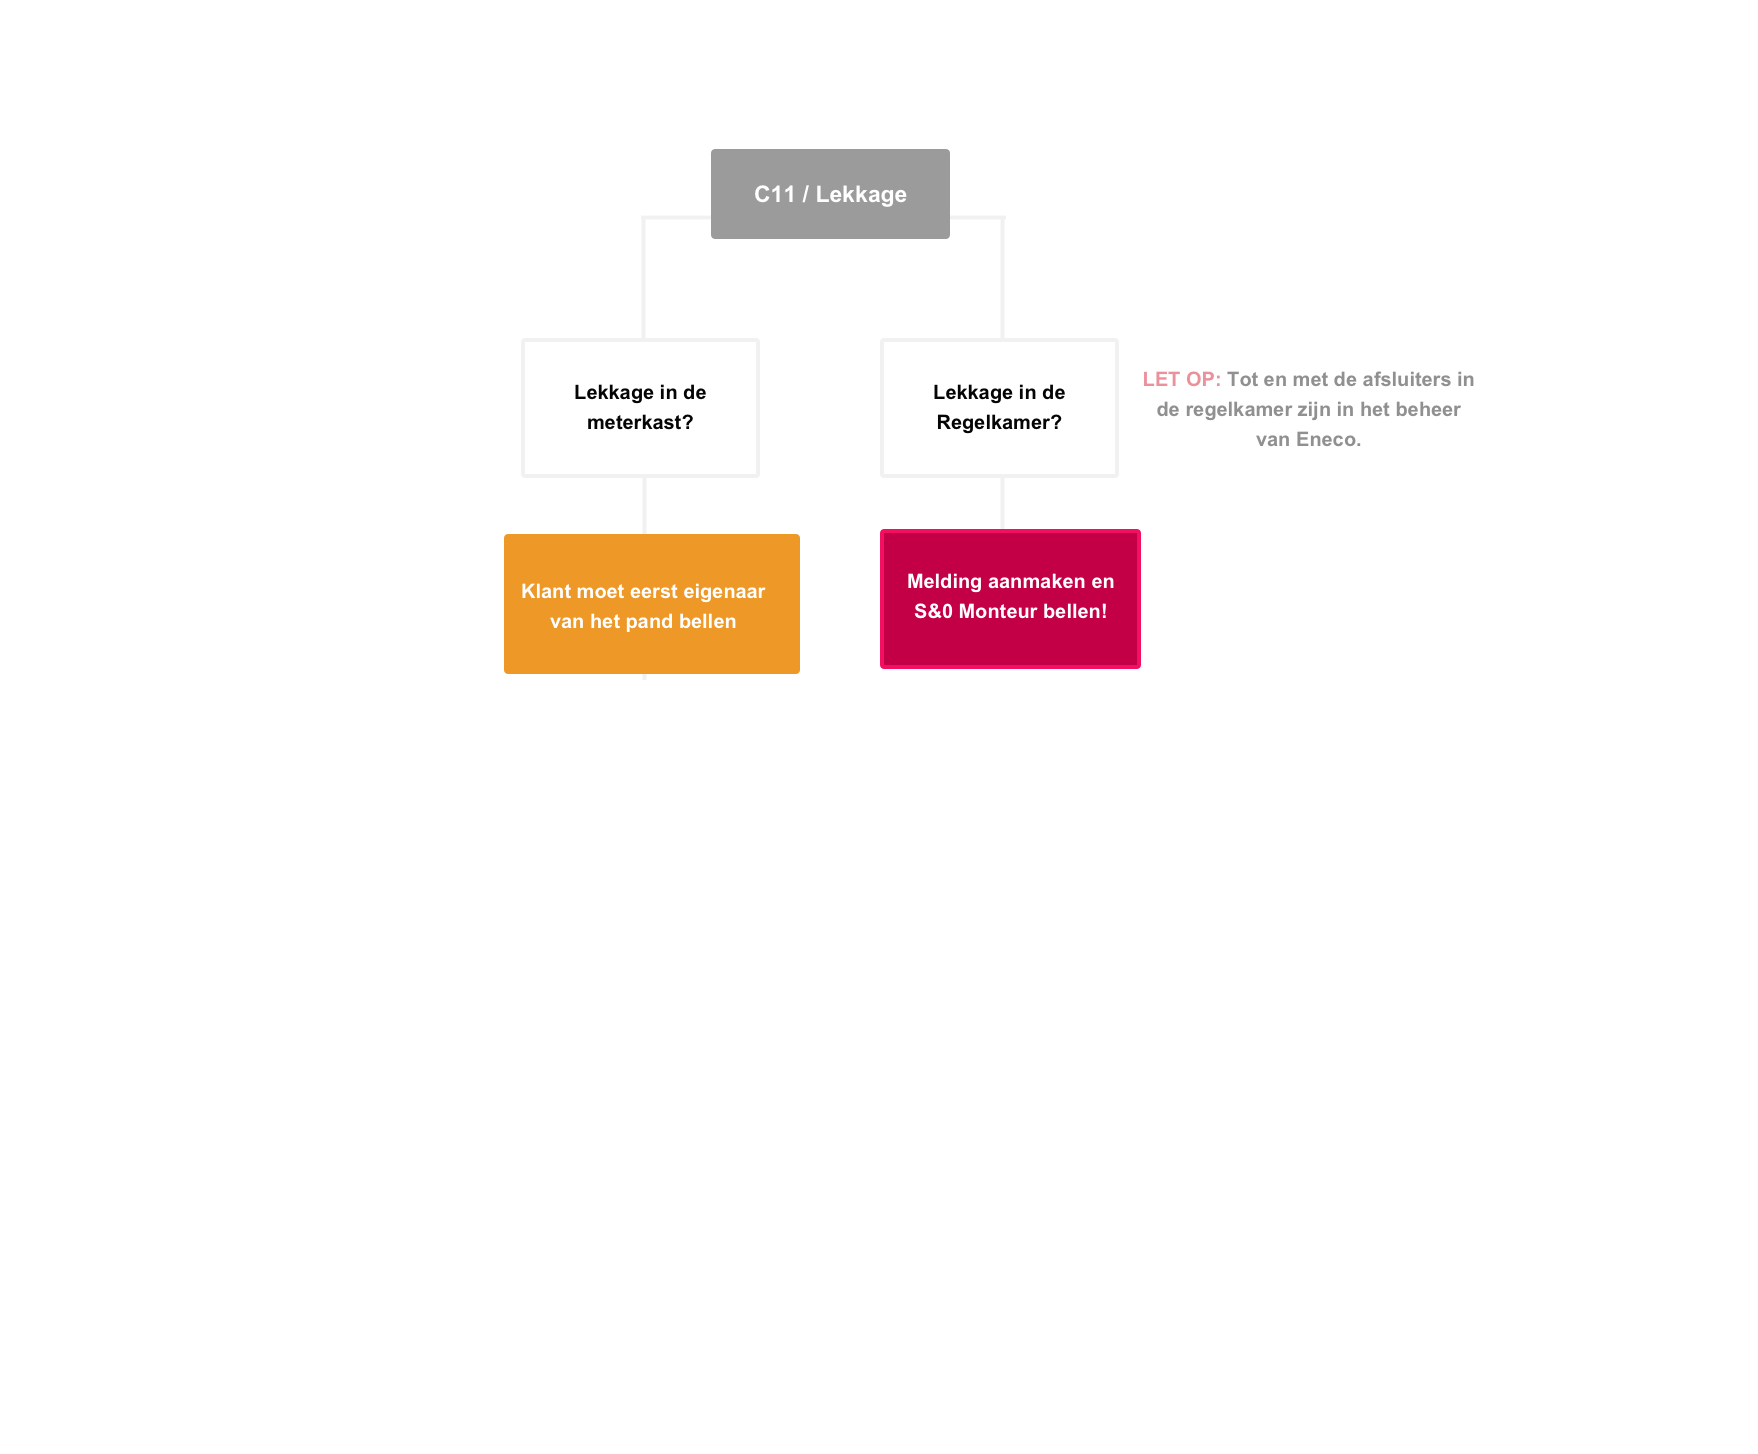 C11 / Lekkage
Lekkage in de
meterkast?
Lekkage in de
Regelkamer?
LET OP: Tot en met de afsluiters in
de regelkamer zijn in het beheer
van Eneco.
Klant moet eerst eigenaar
van het pand bellen
Melding aanmaken en
S&0 Monteur bellen!